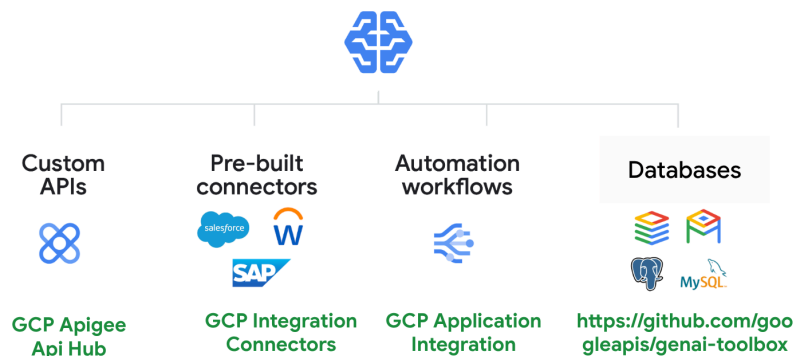 Custom
APIs
Pre-built
connectors
Automation
workflows
Databases
salesforce
W
SAP
MySQL
GCP Apigee
Api Hub
GCP Integration
Connectors
GCP Application
Integration
https://github.com/goo
gleapis/genai-toolbox